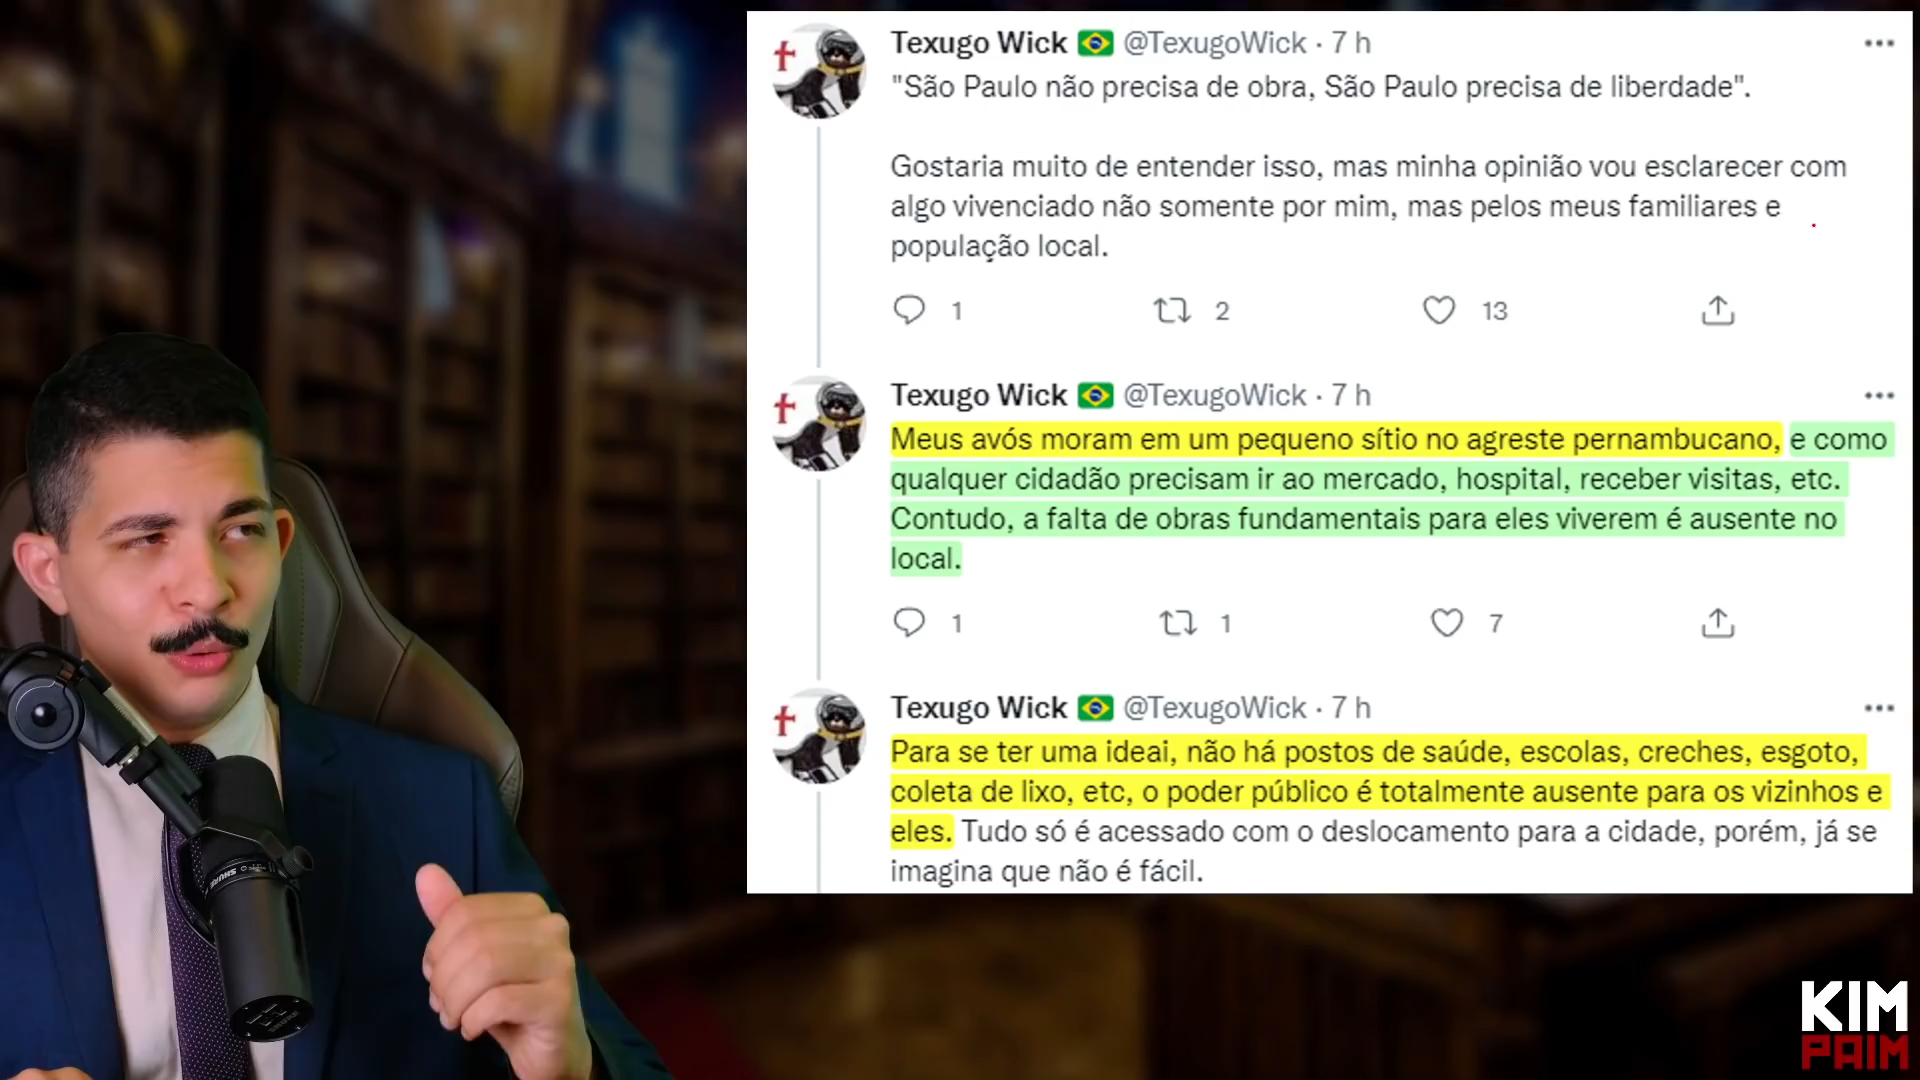 Texugo Wick @TexugoWick · 7 h
"São Paulo não precisa de obra, São Paulo precisa de liberdade".
Gostaria muito de entender isso, mas minha opinião vou esclarecer com
algo vivenciado não somente por mim, mas pelos meus familiares e
população local.
1 2 13
Texugo Wick @TexugoWick · 7 h
Meus avós moram em um pequeno sítio no agreste pernambucano, e como
qualquer cidadão precisam ir ao mercado, hospital, receber visitas, etc.
Contudo, a falta de obras fundamentais para eles viverem é ausente no
local.
1 1 7
Texugo Wick @TexugoWick · 7 h
Para se ter uma ideai, não há postos de saúde, escolas, creches, esgoto,
coleta de lixo, etc, o poder público é totalmente ausente para os vizinhos e
eles. Tudo só é acessado com o deslocamento para a cidade, porém, já se
imagina que não é fácil.
SHURE
KIM
PAIM